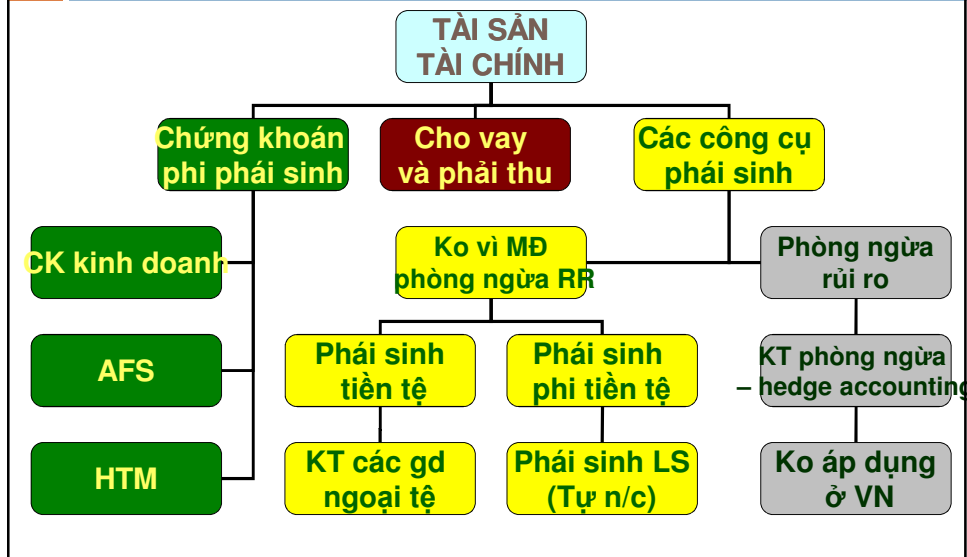 TÀI SẢN
TÀI CHÍNH
Chứng khoán
phi phái sinh
Cho vay
và phải thu
Các công cụ
phái sinh
CK kinh doanh
Ko vì MĐ
phòng ngừa RR
Phòng ngừa
rủi ro
AFS
Phái sinh
tiền tệ
Phái sinh
phi tiền tệ
KT phòng ngừa
– hedge accounting
HTM
KT các gd
ngoại tệ
Phái sinh LS
(Tự n/c)
Ko áp dụng
ở VN